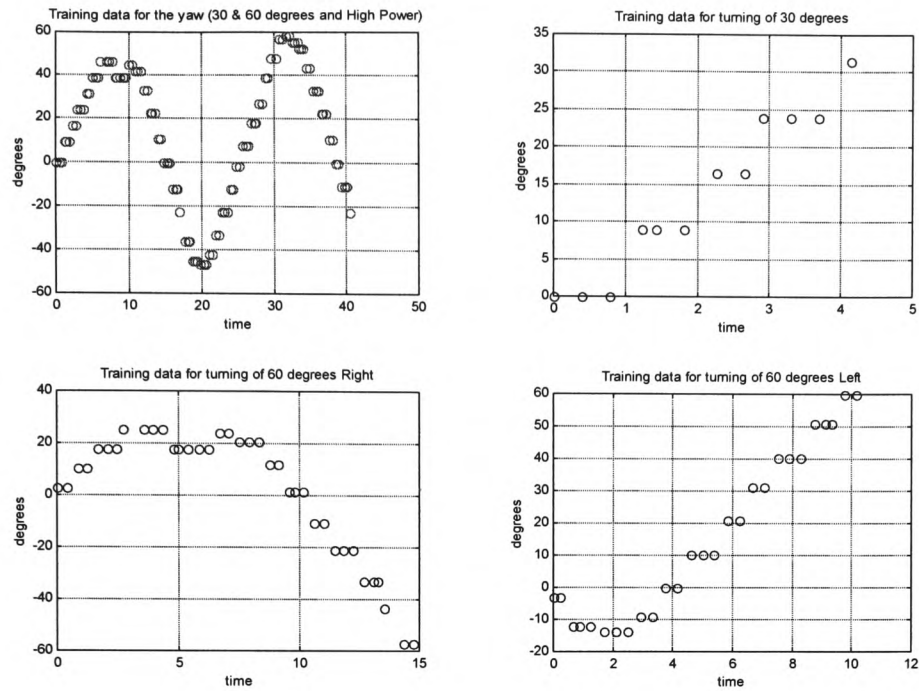 Training data for the yaw (30 & 60 degrees and High Power)
60
40
20
0
-20
-40
-60
degrees
0 10 20 30 40 50
time
Training data for turning of 30 degrees
35
30
25
20
15
10
5
0
degrees
0 1 2 3 4 5
time
Training data for turning of 60 degrees Right
40
20
0
-20
-40
-60
degrees
0 5 10 15
time
Training data for turning of 60 degrees Left
60
50
40
30
20
10
0
-10
-20
degrees
0 2 4 6 8 10 12
time